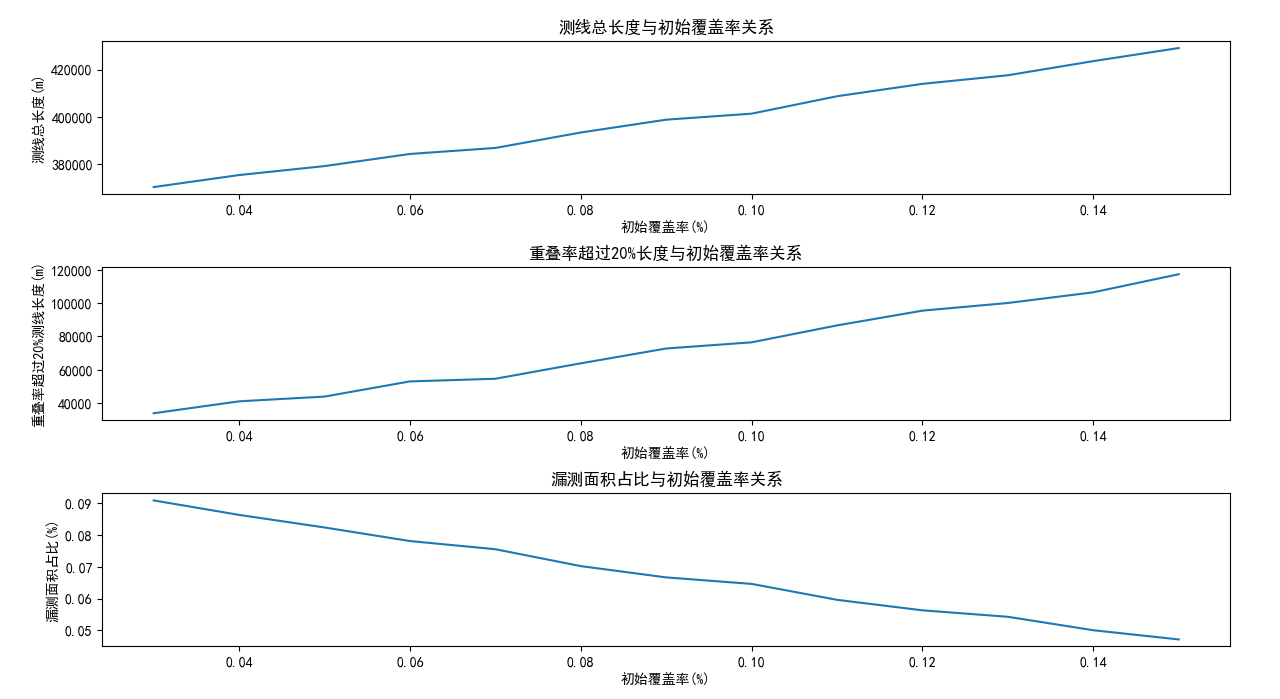 测线总长度与初始覆盖率关系
测线总长度(m)
420000
400000
380000
0.04 0.06 0.08 0.10 0.12 0.14
初始覆盖率(%)
重叠率超过20%长度与初始覆盖率关系
重叠率超过20%测线长度(m)
120000
100000
80000
60000
40000
0.04 0.06 0.08 0.10 0.12 0.14
初始覆盖率(%)
漏测面积占比与初始覆盖率关系
漏测面积占比(%)
0.09
0.08
0.07
0.06
0.05
0.04 0.06 0.08 0.10 0.12 0.14
初始覆盖率(%)